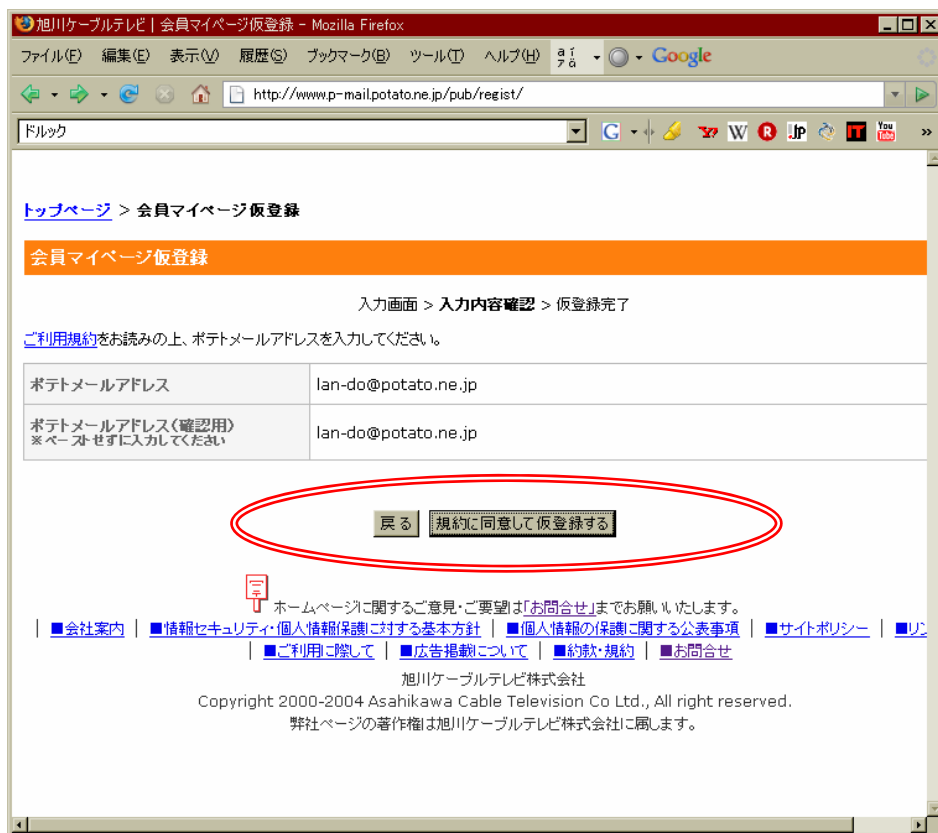 旭川ケーブルテレビ | 会員マイページ仮登録 - Mozilla Firefox
ファイル(F) 編集(E) 表示(V) 履歴(S) ブックマーク(B) ツール(T) ヘルプ(H) Google
http://www.p-mail.potato.ne.jp/pub/regist/
ドルック
トップページ > 会員マイページ仮登録
会員マイページ仮登録
入力画面 > 入力内容確認 > 仮登録完了
ご利用規約をお読みの上、ポテトメールアドレスを入力してください。
ポテトメールアドレス lan-do@potato.ne.jp
ポテトメールアドレス(確認用) lan-do@potato.ne.jp
※ペーストせずに入力してください
戻る 規約に同意して仮登録する
ホームページに関するご意見・ご要望は「お問合せ」までお願いいたします。
| ■会社案内 | ■情報セキュリティ・個人情報保護に対する基本方針 | ■個人情報の保護に関する公表事項 | ■サイトポリシー | ■リン
| ■ご利用に際して | ■広告掲載について | ■約款・規約 | ■お問合せ
旭川ケーブルテレビ株式会社
Copyright 2000-2004 Asahikawa Cable Television Co Ltd., All right reserved.
弊社ページの著作権は旭川ケーブルテレビ株式会社に属します。